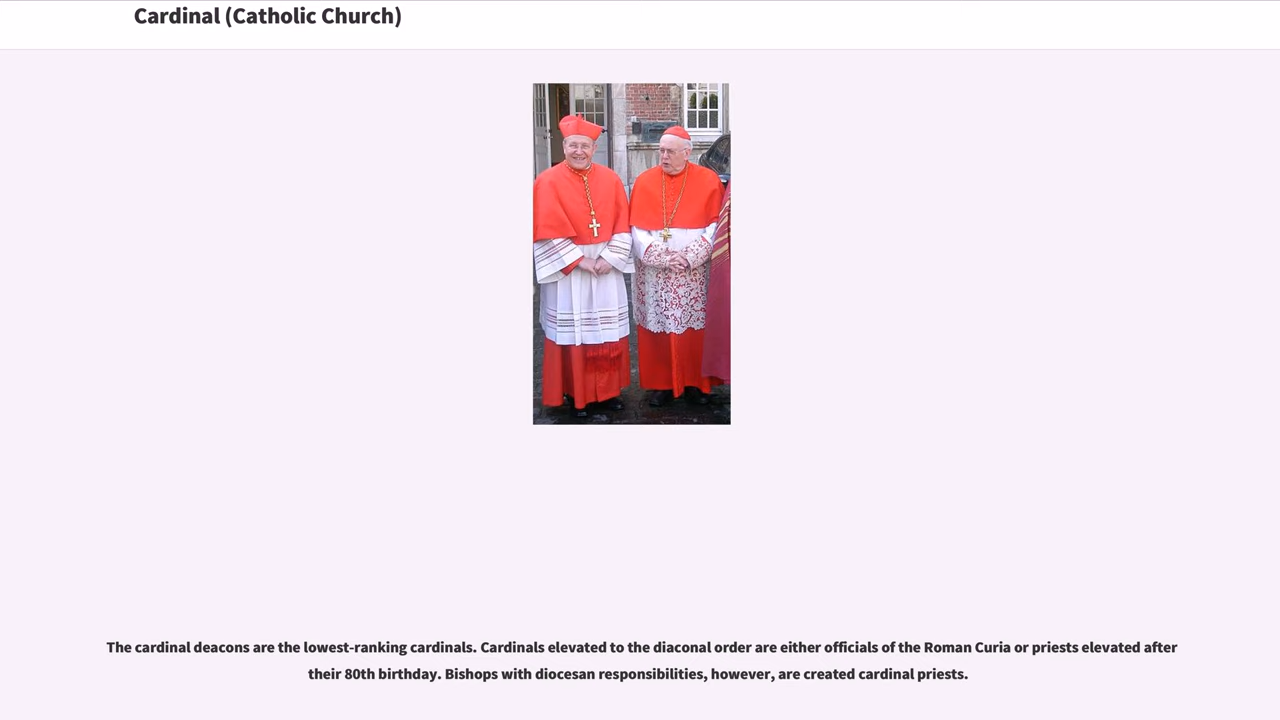 Cardinal (Catholic Church)
The cardinal deacons are the lowest-ranking cardinals. Cardinals elevated to the diaconal order are either officials of the Roman Curia or priests elevated after
their 80th birthday. Bishops with diocesan responsibilities, however, are created cardinal priests.